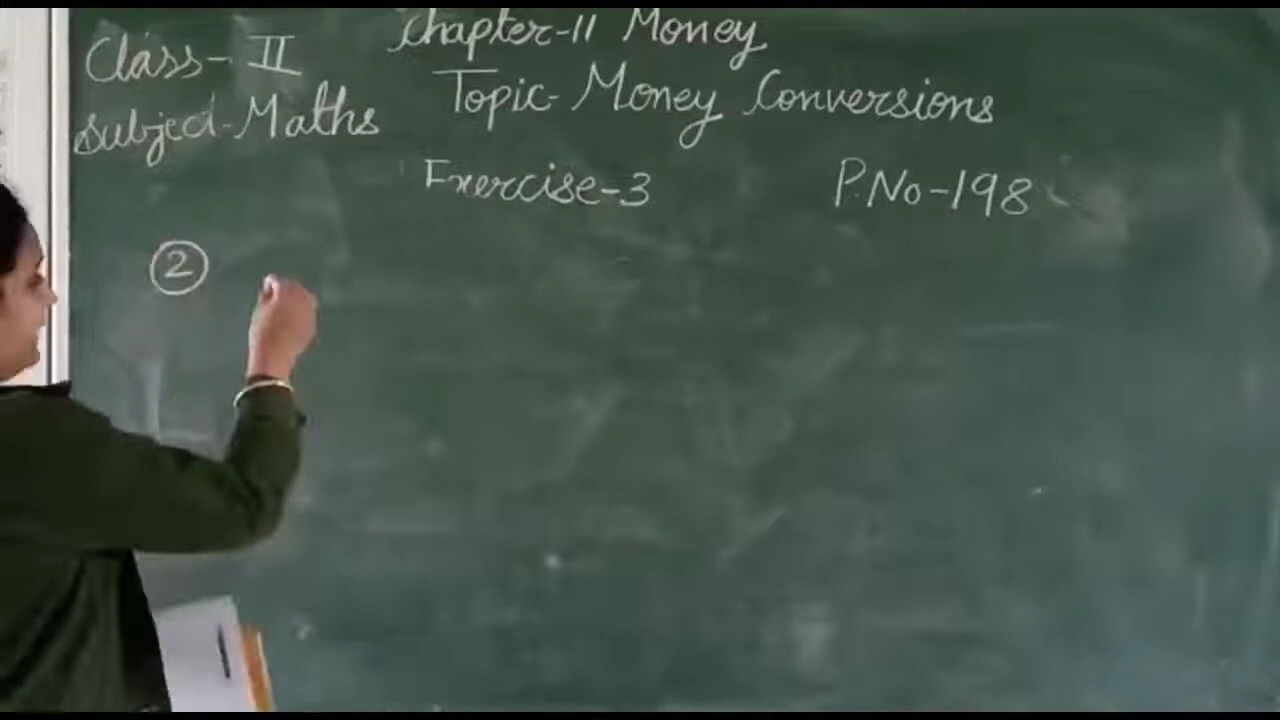 Class-II
Chapter-11 Money
Subject-Maths
Topic-Money Conversions
Exercise-3
P.No-198
2